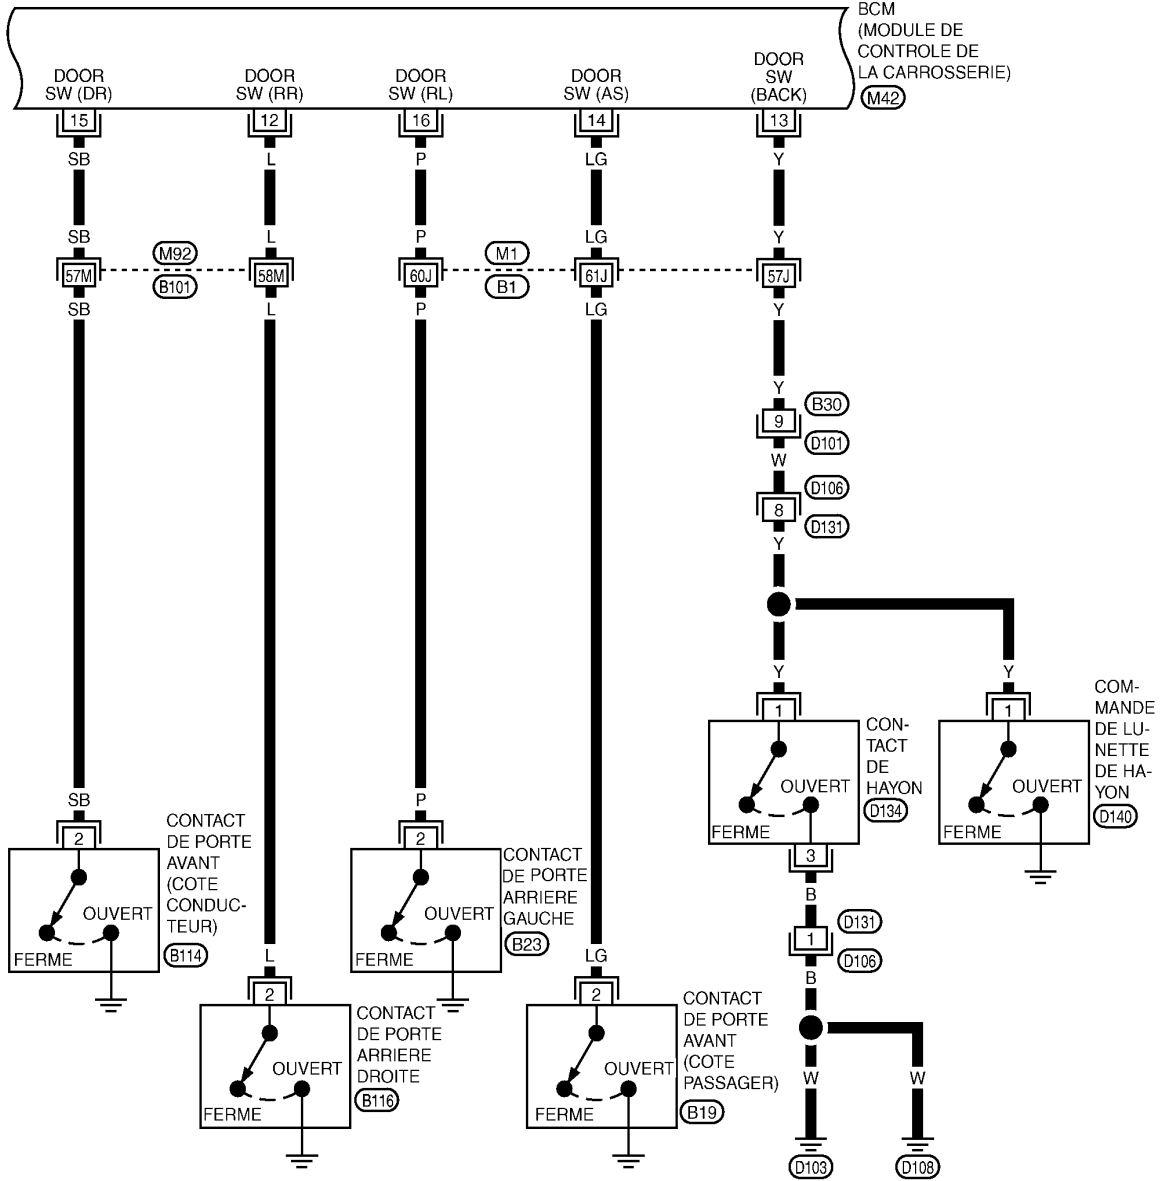 BCM
(MODULE DE
CONTROLE DE
LA CARROSSERIE)
M42
DOOR
SW (DR)
DOOR
SW (RR)
DOOR
SW (RL)
DOOR
SW (AS)
DOOR
SW
(BACK)
15
12
16
14
13
SB
L
P
LG
Y
SB
L
P
LG
Y
M92
M1
57M
58M
60J
61J
57J
B101
B1
SB
L
P
LG
Y
Y
B30
9
D101
W
D106
8
D131
Y
Y
Y
1
1
CON-
TACT
DE
HAYON
D134
COM-
MANDE
DE LU-
NETTE
DE HA-
YON
D140
OUVERT
FERME
OUVERT
FERME
SB
P
2
2
CONTACT
DE PORTE
AVANT
(COTE
CONDUC-
TEUR)
B114
OUVERT
FERME
CONTACT
DE PORTE
ARRIERE
GAUCHE
B23
OUVERT
FERME
3
B
D131
1
D106
B
L
LG
2
2
CONTACT
DE PORTE
ARRIERE
DROITE
B116
OUVERT
FERME
CONTACT
DE PORTE
AVANT
(COTE
PASSAGER)
B19
OUVERT
FERME
W
W
D103
D108